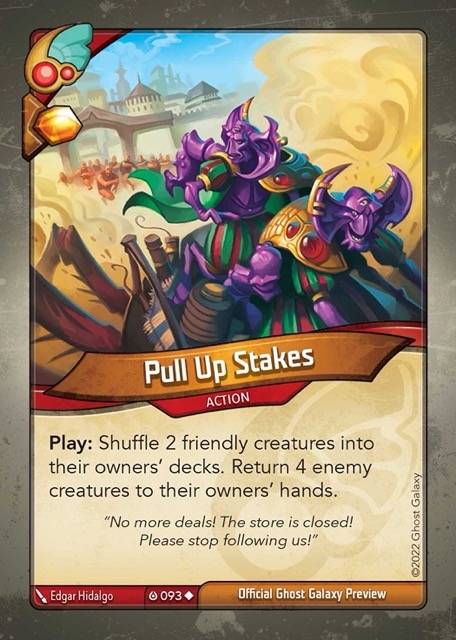 Pull Up Stakes
ACTION
Play: Shuffle 2 friendly creatures into
their owners’ decks. Return 4 enemy
creatures to their owners’ hands.
“No more deals! The store is closed!
Please stop following us!”
©2022 Ghost Galaxy
Edgar Hidalgo
093
Official Ghost Galaxy Preview